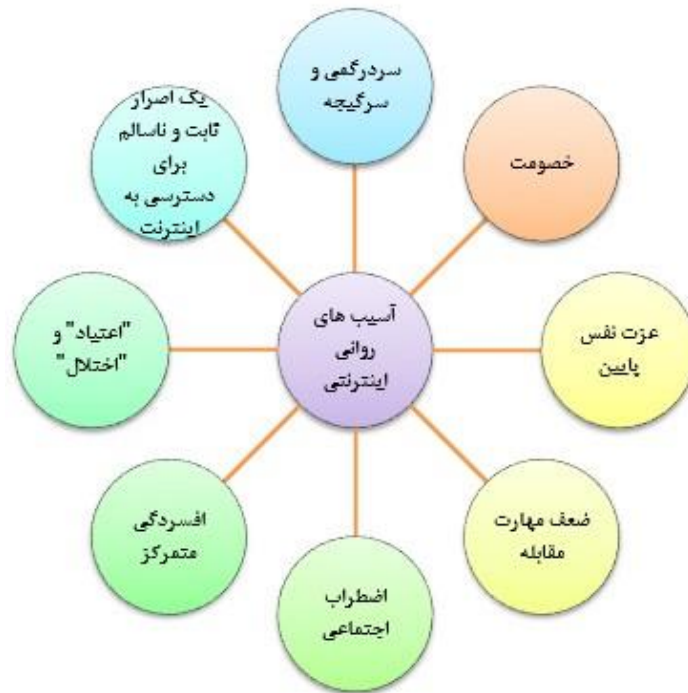 سردرگمی و
سرگیجه
خصومت
عزت نفس
پایین
ضعف مهارت
مقابله
اضطراب
اجتماعی
افسردگی
متمرکز
"اعتیاد" و
"اختلال"
یک اصرار
ثابت و ناسالم
برای
دسترسی به
اینترنت
آسیب های
روانی
اینترنتی